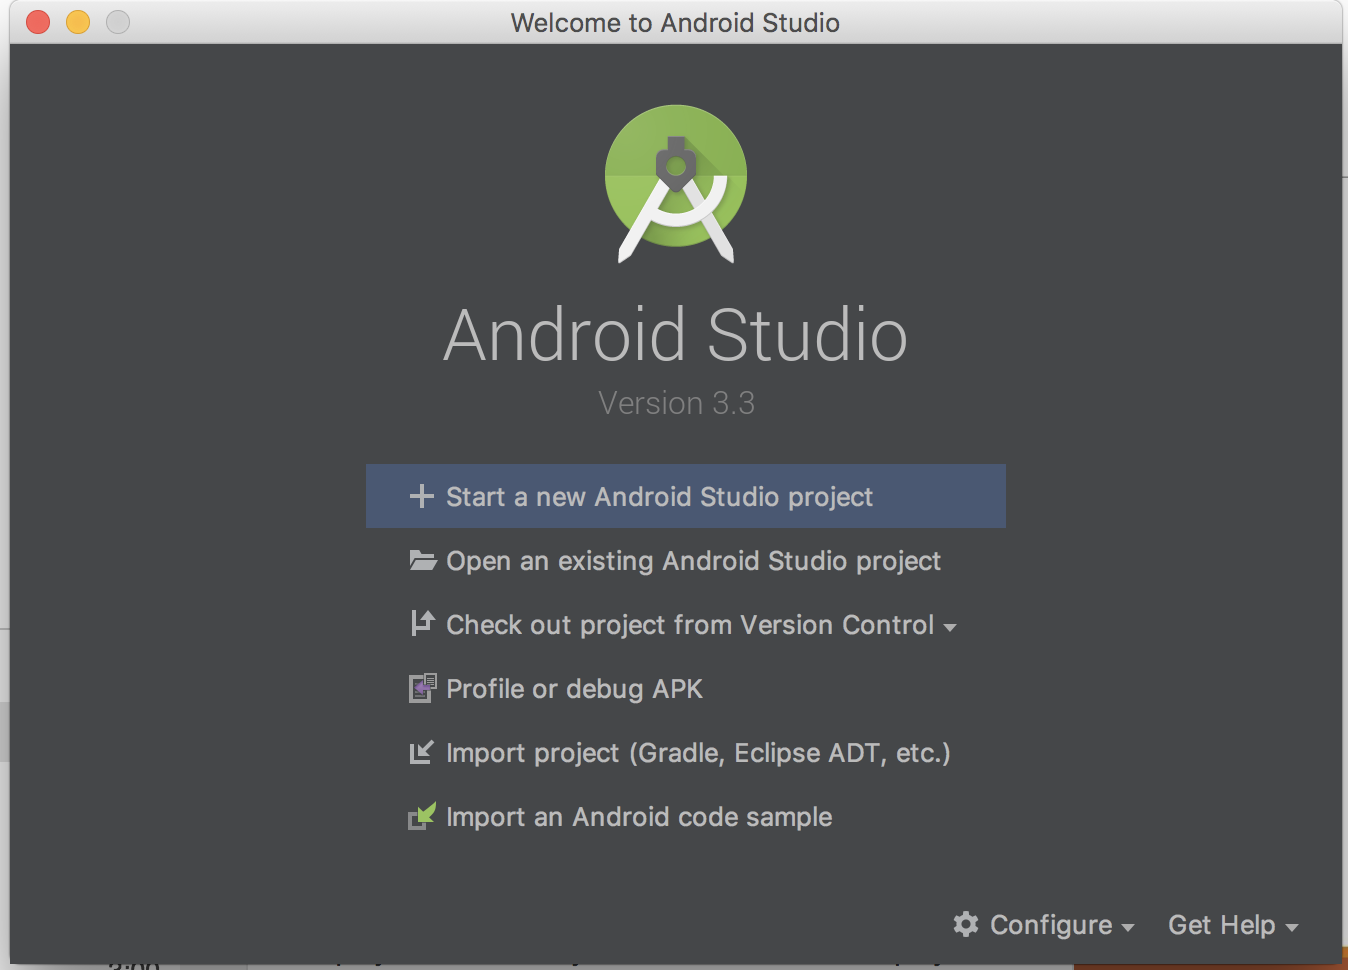 Welcome to Android Studio
Android Studio
Version 3.3
Start a new Android Studio project
Open an existing Android Studio project
Check out project from Version Control
Profile or debug APK
Import project (Gradle, Eclipse ADT, etc.)
Import an Android code sample
Configure
Get Help